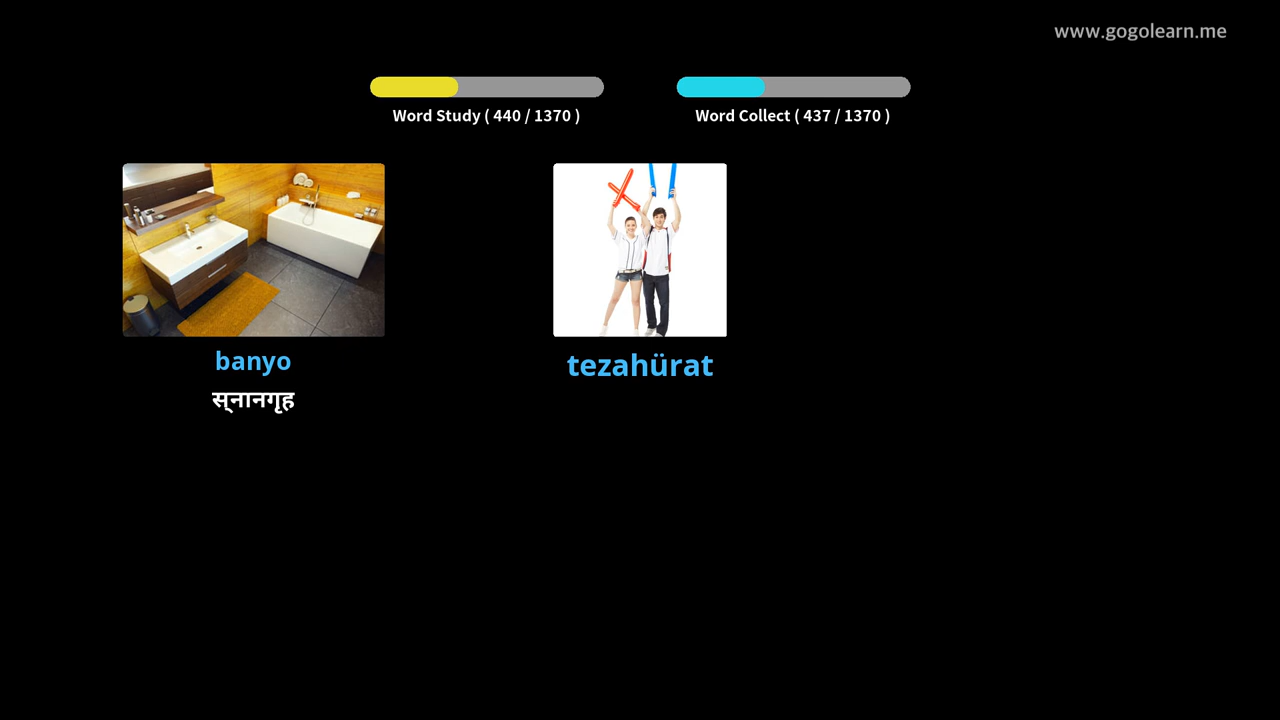 www.gogolearn.me
Word Study ( 440 / 1370 )
Word Collect ( 437 / 1370 )
banyo
स्नानगृह
tezahürat